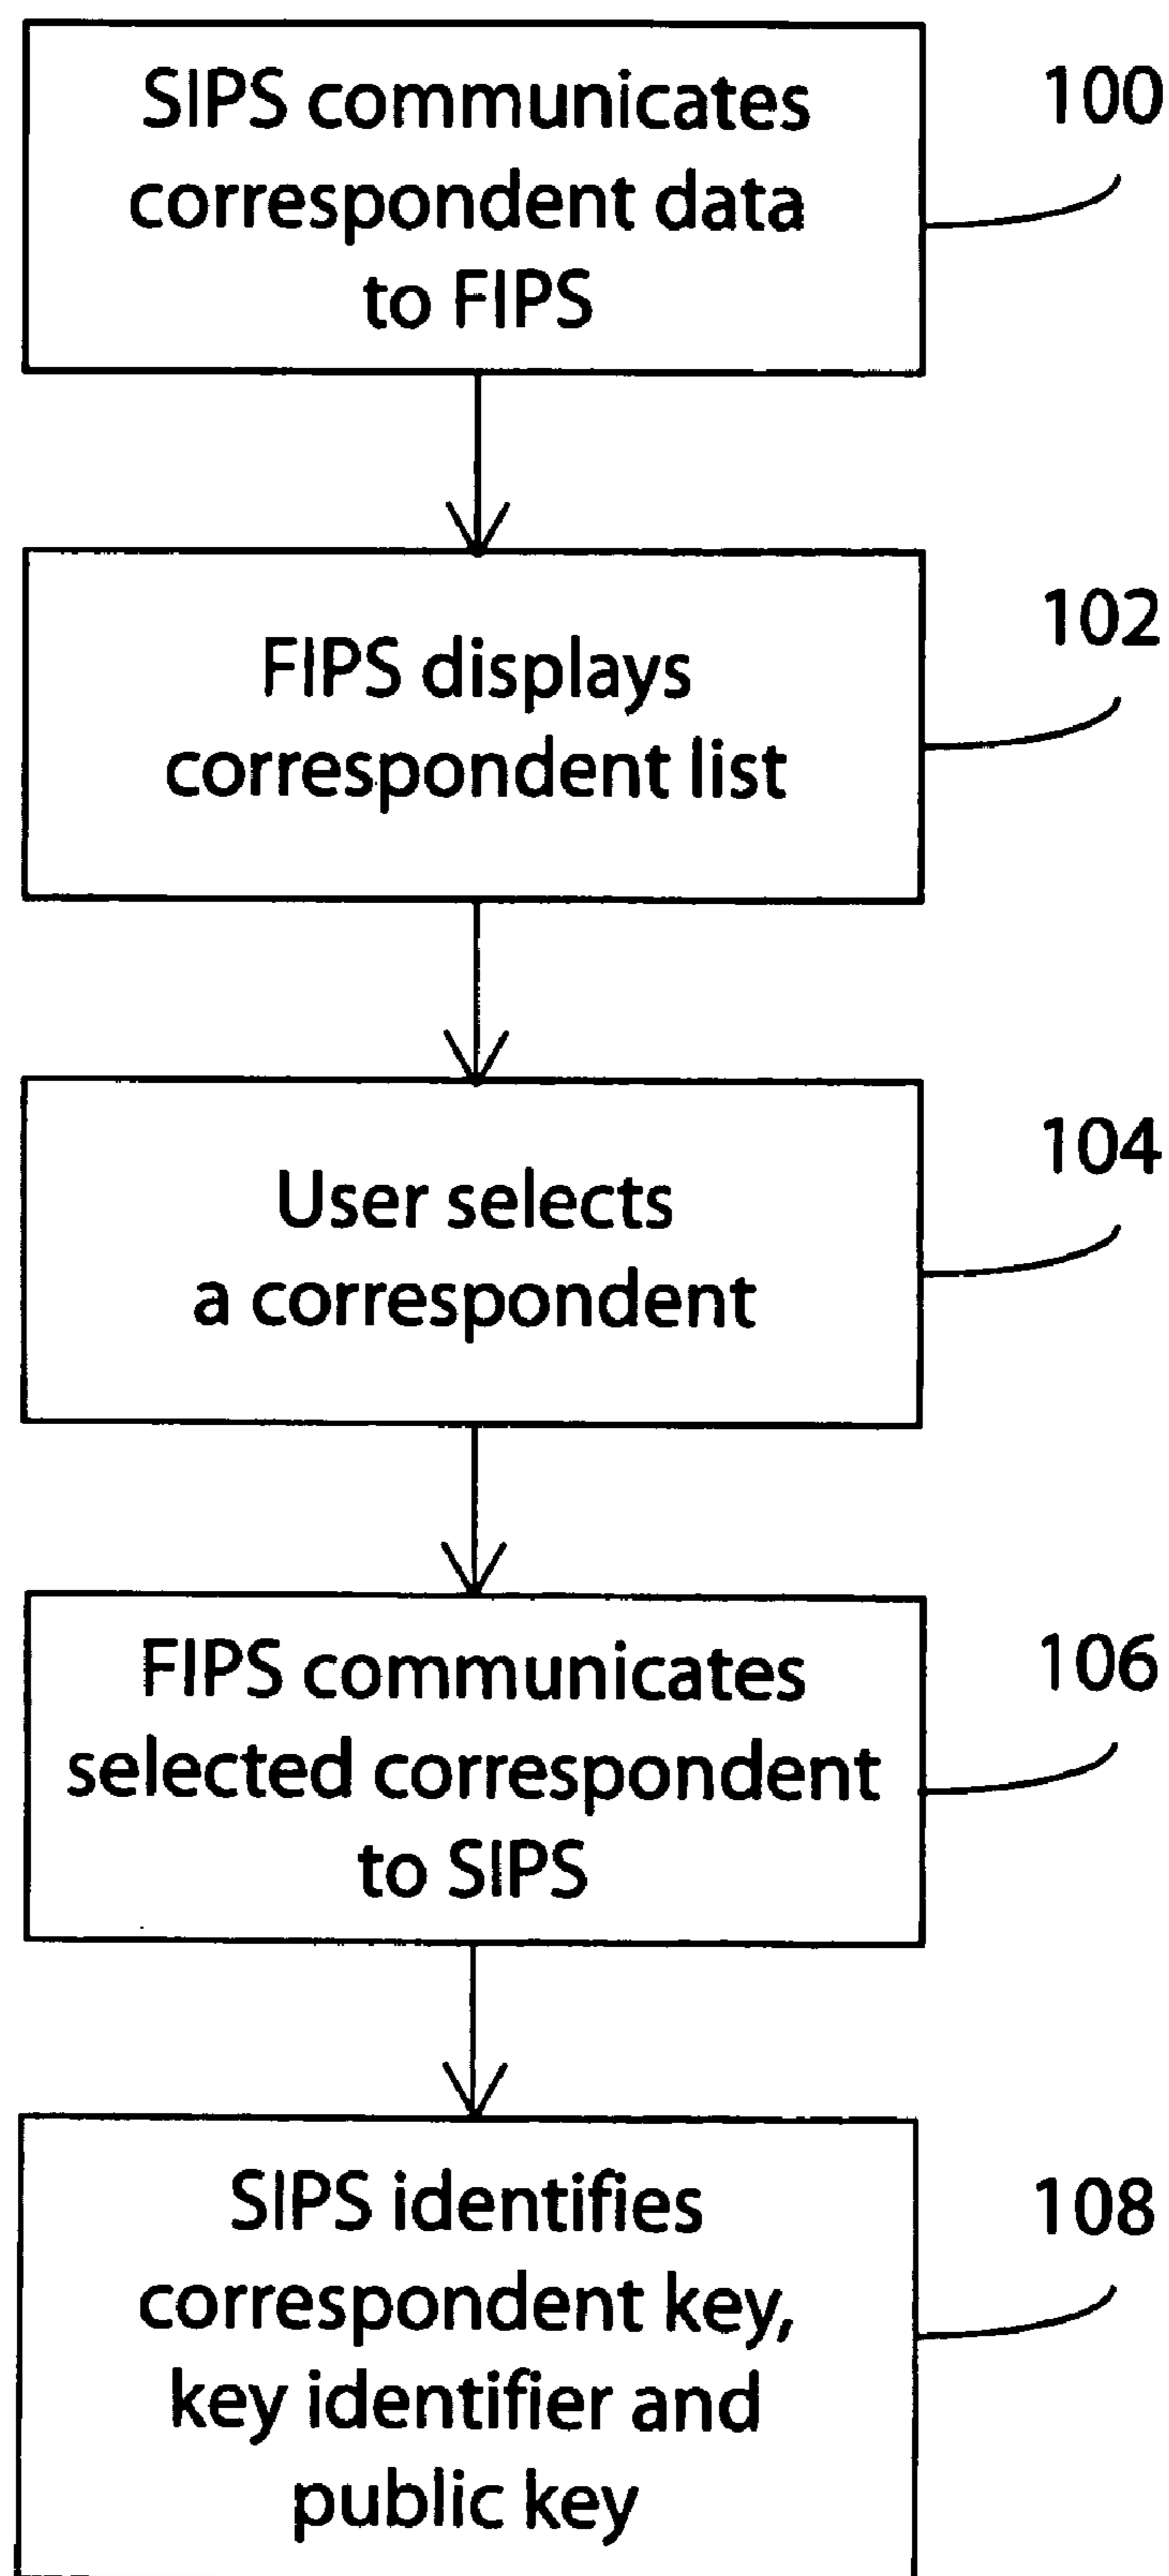 SIPS communicates
correspondent data
to FIPS
100
FIPS displays
correspondent list
102
User selects
a correspondent
104
FIPS communicates
selected correspondent
to SIPS
106
SIPS identifies
correspondent key,
key identifier and
public key
108